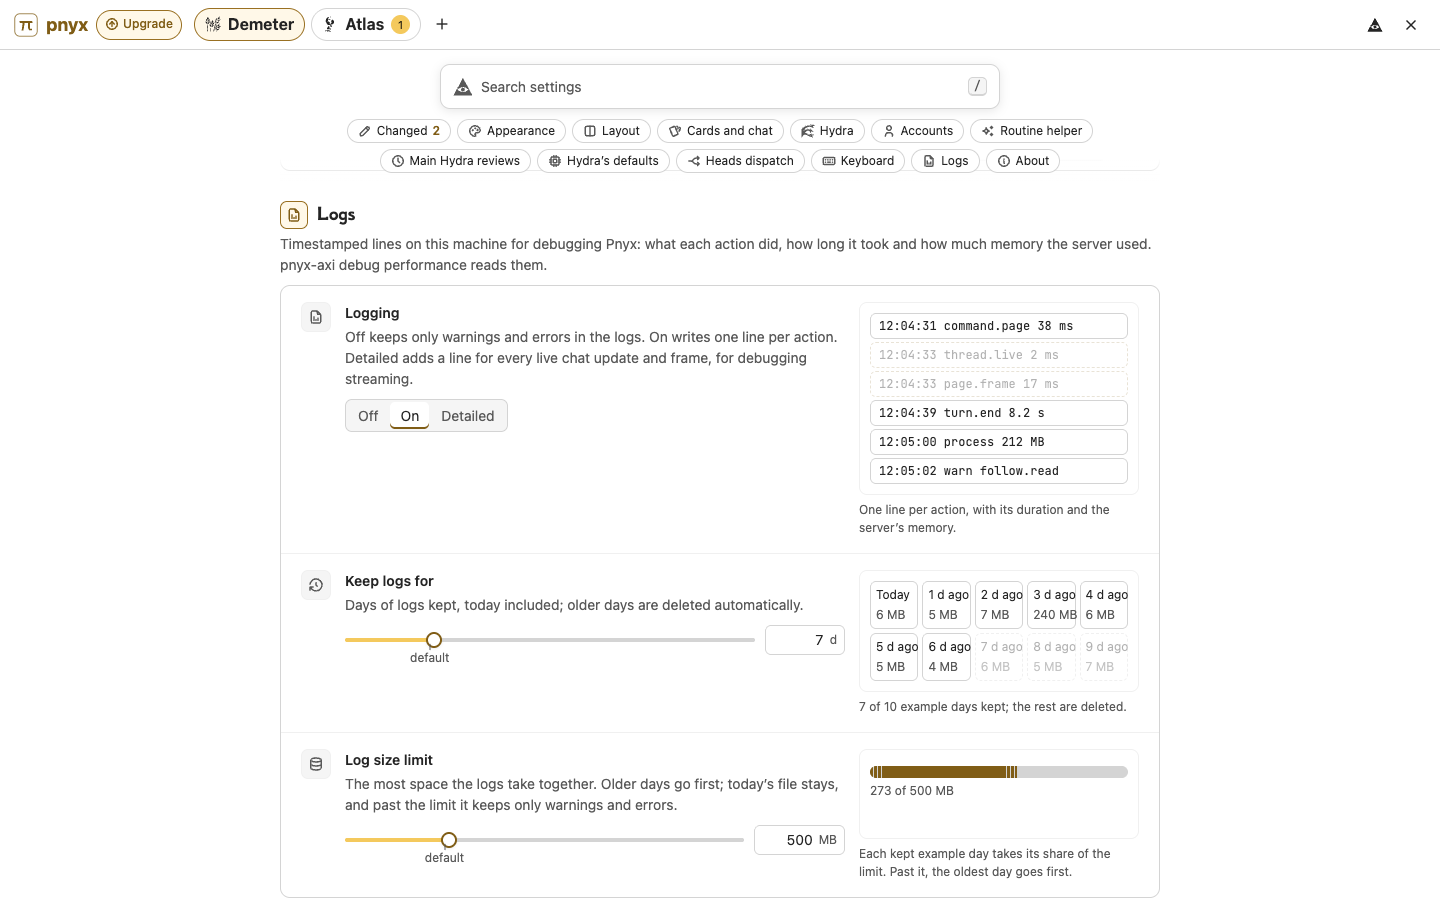 π pnyx Upgrade Demeter Atlas 1 +
Search settings /
Changed 2 Appearance Layout Cards and chat Hydra Accounts Routine helper
Main Hydra reviews Hydra’s defaults Heads dispatch Keyboard Logs About
Logs
Timestamped lines on this machine for debugging Pnyx: what each action did, how long it took and how much memory the server used.
pnyx-axi debug performance reads them.
Logging
Off keeps only warnings and errors in the logs. On writes one line per action.
Detailed adds a line for every live chat update and frame, for debugging
streaming.
Off On Detailed
12:04:31 command.page 38 ms
12:04:33 thread.live 2 ms
12:04:33 page.frame 17 ms
12:04:39 turn.end 8.2 s
12:05:00 process 212 MB
12:05:02 warn follow.read
One line per action, with its duration and the
server’s memory.
Keep logs for
Days of logs kept, today included; older days are deleted automatically.
7 d
default
Today 1 d ago 2 d ago 3 d ago 4 d ago
6 MB 5 MB 7 MB 240 MB 6 MB
5 d ago 6 d ago 7 d ago 8 d ago 9 d ago
5 MB 4 MB 6 MB 5 MB 7 MB
7 of 10 example days kept; the rest are deleted.
Log size limit
The most space the logs take together. Older days go first; today’s file stays,
and past the limit it keeps only warnings and errors.
500 MB
default
273 of 500 MB
Each kept example day takes its share of the
limit. Past it, the oldest day goes first.